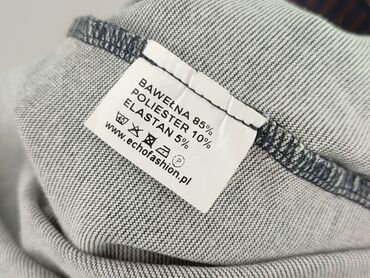 BAWEŁNA 85%
POLIESTER 10%
ELASTAN 5%
P
www.echofashion.pl